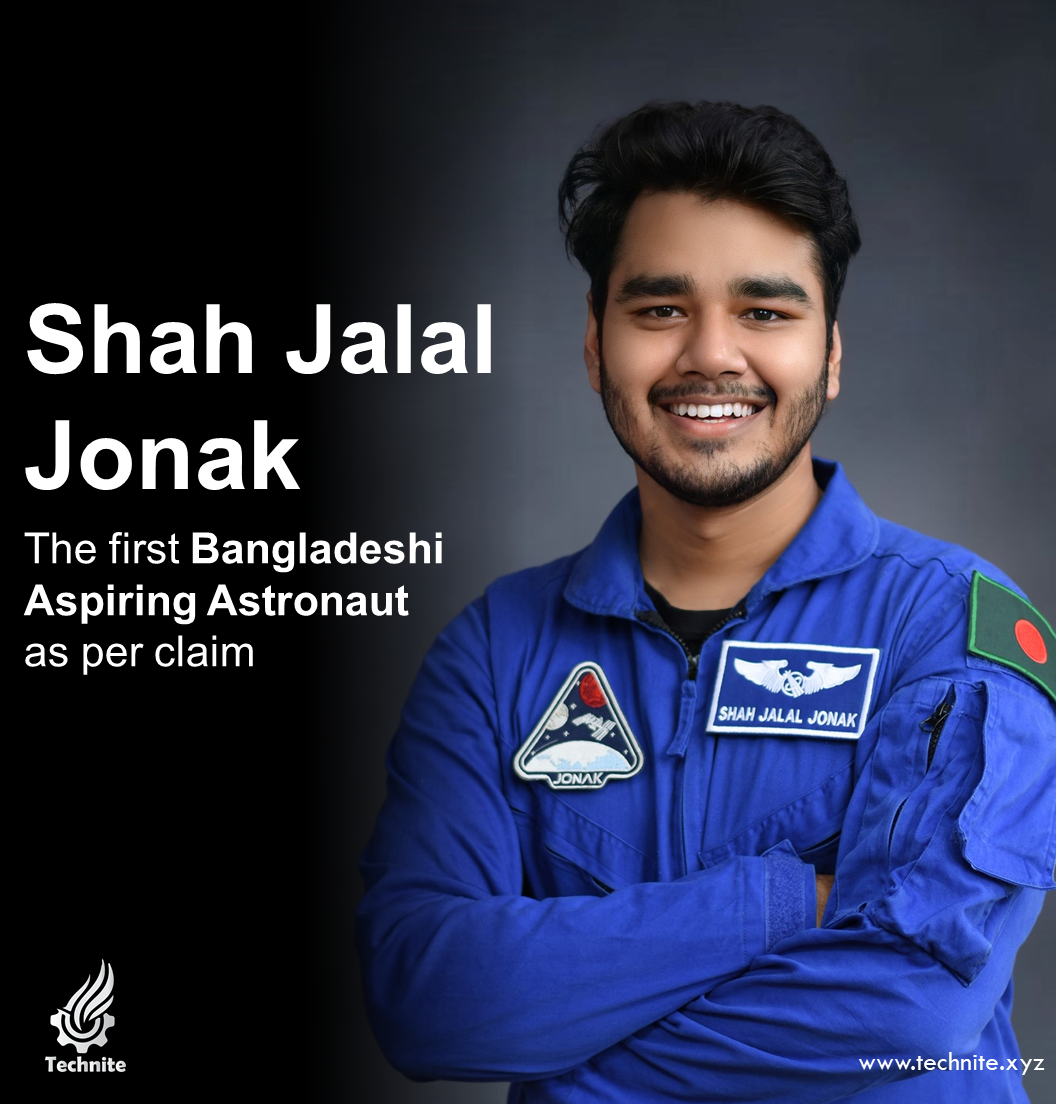 Shah Jalal
Jonak
The first Bangladeshi
Aspiring Astronaut
as per claim
SHAH JALAL JONAK
JONAK
Technite
www.technite.xyz